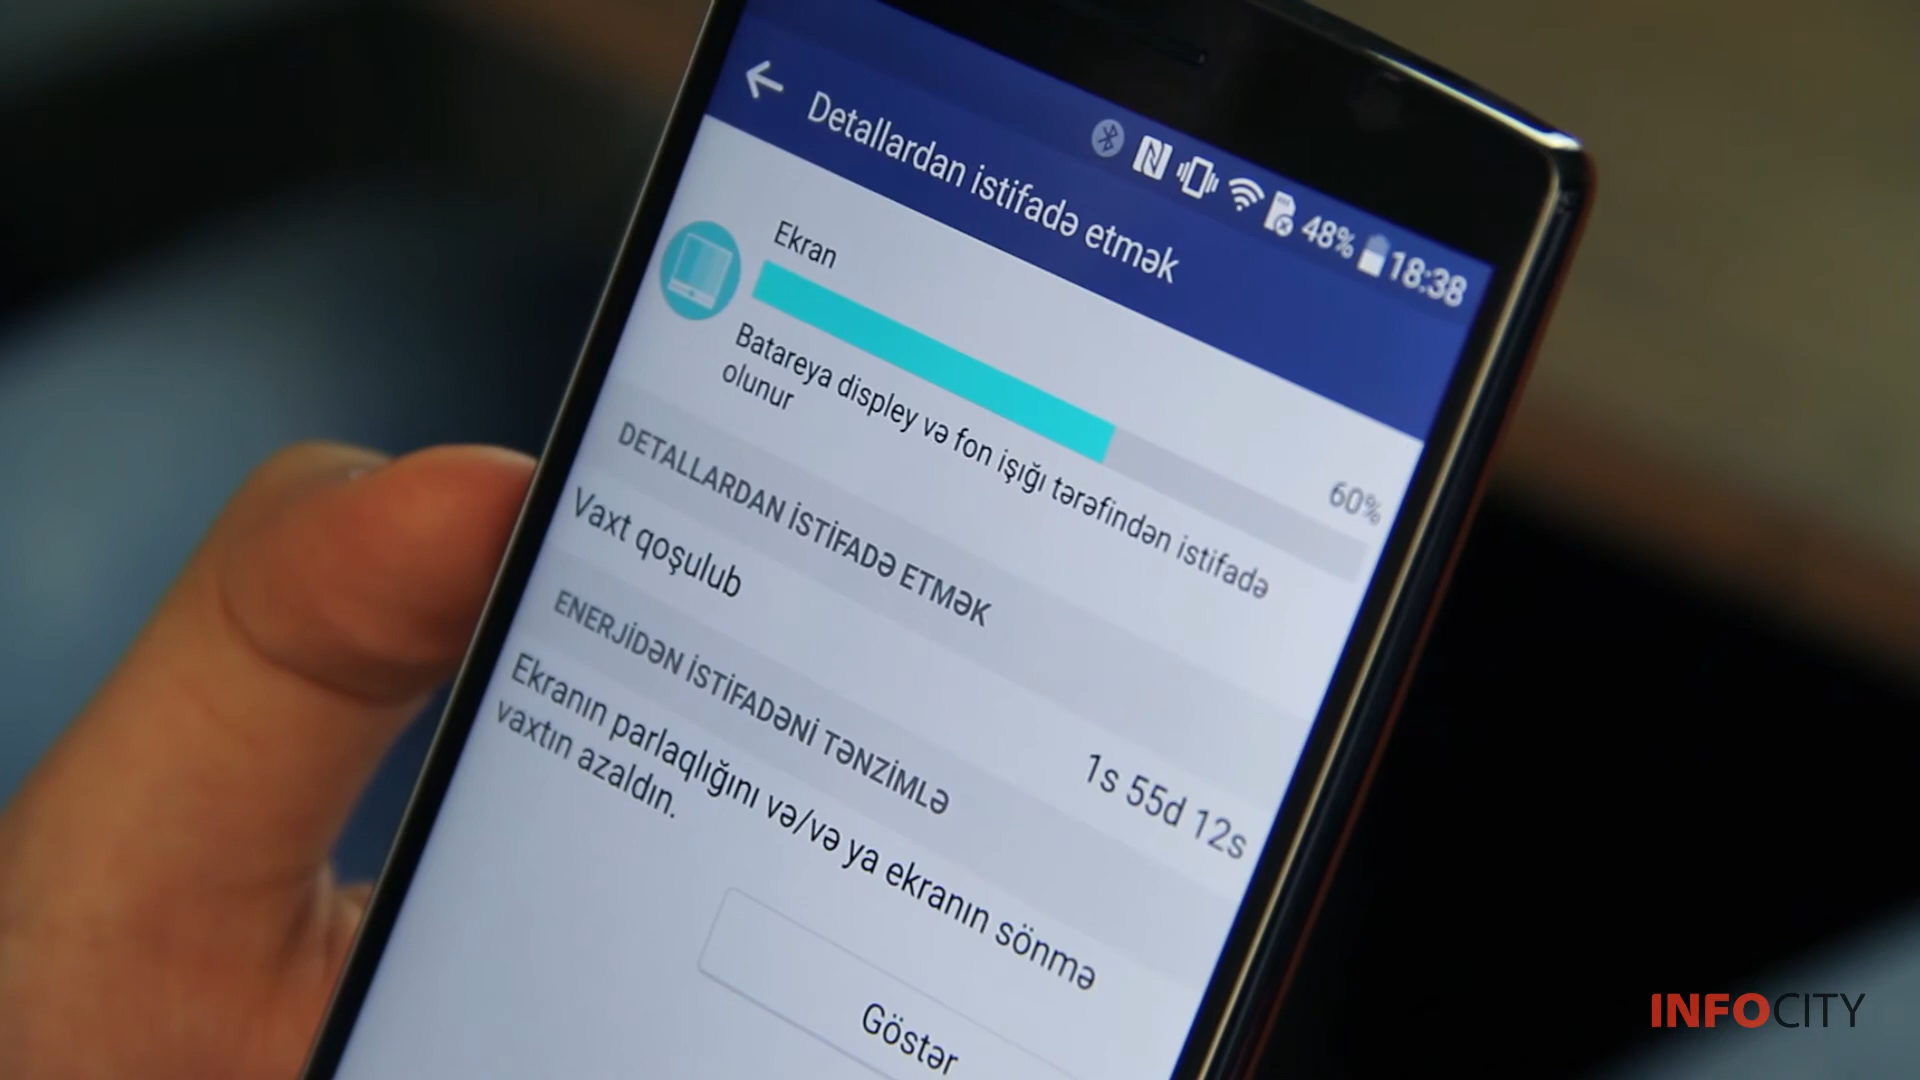 48% 18:38
Detallardan istifadə etmək
Ekran
60%
Batareya displey və fon işığı tərəfindən istifadə
olunur
DETALLARDAN İSTİFADƏ ETMƏK
Vaxt qoşulub
1s 55d 12s
ENERJİDƏN İSTİFADƏNİ TƏNZİMLƏ
Ekranın parlaqlığını və/və ya ekranın sönmə
vaxtın azaldın.
Göstər
INFOCITY